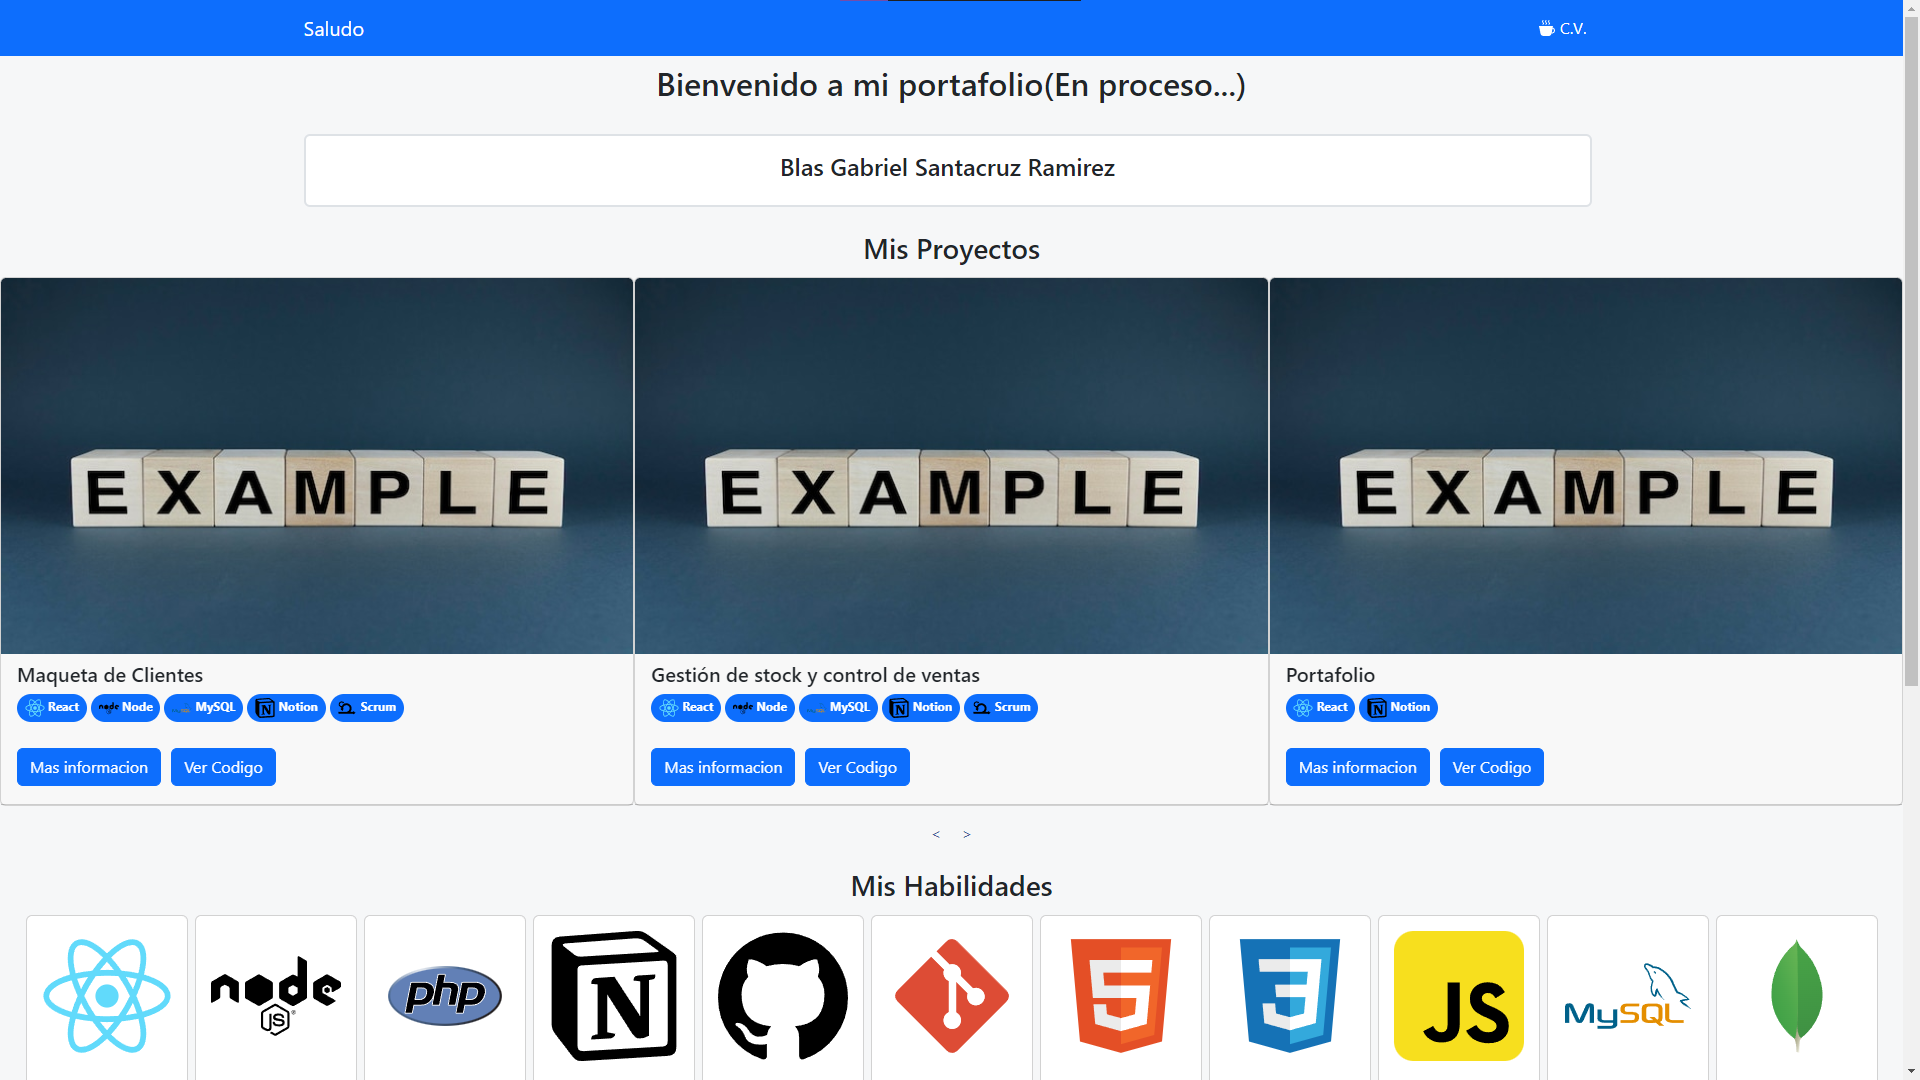 Saludo
C.V.
Bienvenido a mi portafolio(En proceso...)
Blas Gabriel Santacruz Ramirez
Mis Proyectos
EXAMPLE
EXAMPLE
EXAMPLE
Maqueta de Clientes
React node Node MySQL N Notion Scrum
Mas informacion Ver Codigo
Gestión de stock y control de ventas
React node Node MySQL N Notion Scrum
Mas informacion Ver Codigo
Portafolio
React N Notion
Mas informacion Ver Codigo
< >
Mis Habilidades
node
JS
php
N
5
3
JS
MySQL